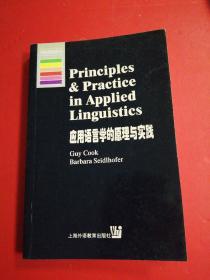 Principles
& Practice
in Applied
Linguistics
应用语言学的原理与实践
Guy Cook
Barbara Seidlhofer
上海外语教育出版社